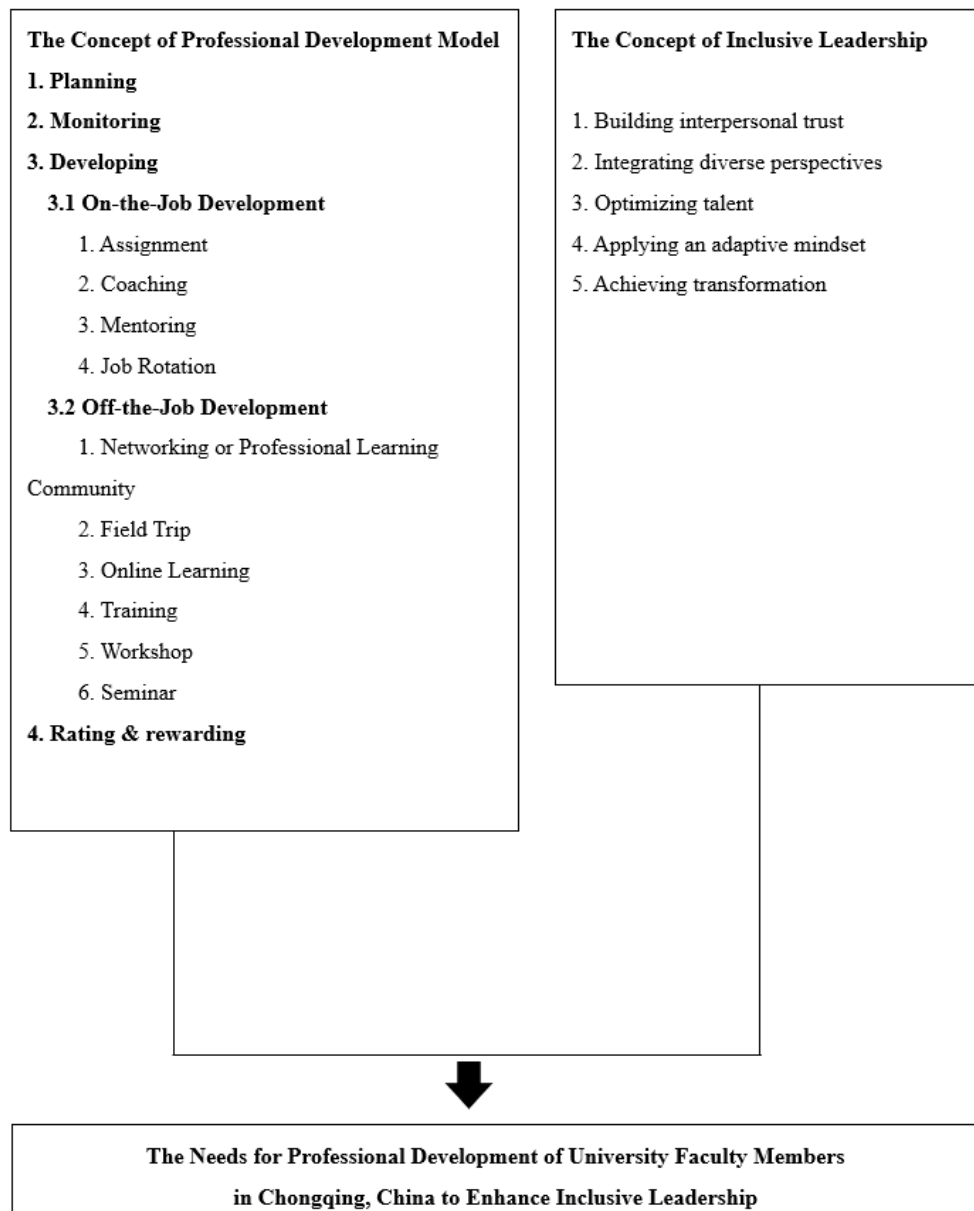 The Concept of Professional Development Model
1. Planning
2. Monitoring
3. Developing
3.1 On-the-Job Development
1. Assignment
2. Coaching
3. Mentoring
4. Job Rotation
3.2 Off-the-Job Development
1. Networking or Professional Learning
Community
2. Field Trip
3. Online Learning
4. Training
5. Workshop
6. Seminar
4. Rating & rewarding
The Concept of Inclusive Leadership
1. Building interpersonal trust
2. Integrating diverse perspectives
3. Optimizing talent
4. Applying an adaptive mindset
5. Achieving transformation
The Needs for Professional Development of University Faculty Members
in Chongqing, China to Enhance Inclusive Leadership